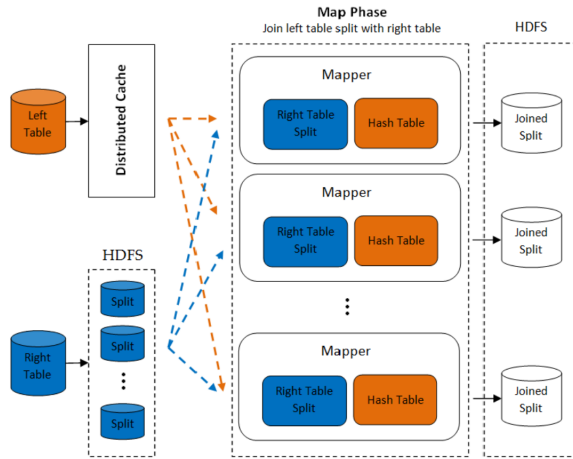 Map Phase
Join left table split with right table
HDFS
Left
Table
Distributed Cache
Mapper
Right Table
Split
Hash Table
Joined
Split
Mapper
Right Table
Split
Hash Table
Joined
Split
HDFS
Split
Split
Split
Right
Table
Mapper
Right Table
Split
Hash Table
Joined
Split